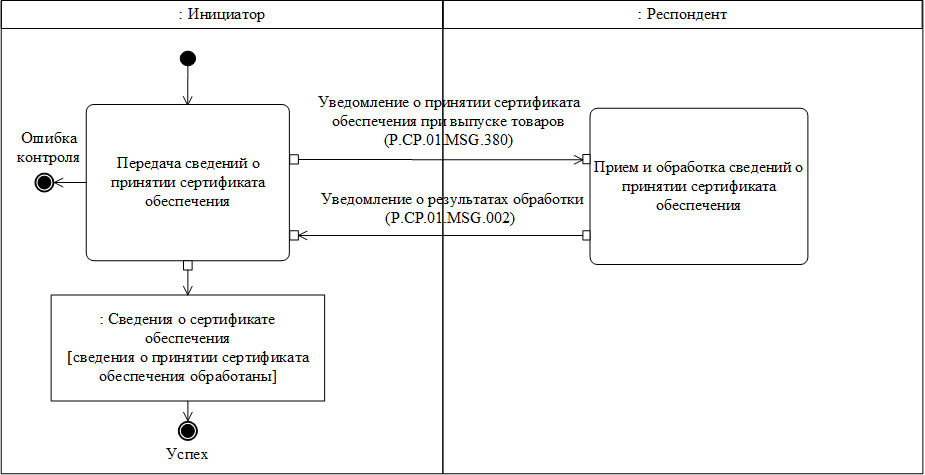 : Инициатор
: Респондент
Уведомление о принятии сертификата
обеспечения при выпуске товаров
(P.CP.01.MSG.380)
Ошибка
контроля
Передача сведений о
принятии сертификата
обеспечения
Прием и обработка сведений о
принятии сертификата
обеспечения
Уведомление о результатах обработки
(P.CP.01.MSG.002)
: Сведения о сертификате
обеспечения
[сведения о принятии сертификата
обеспечения обработаны]
Успех